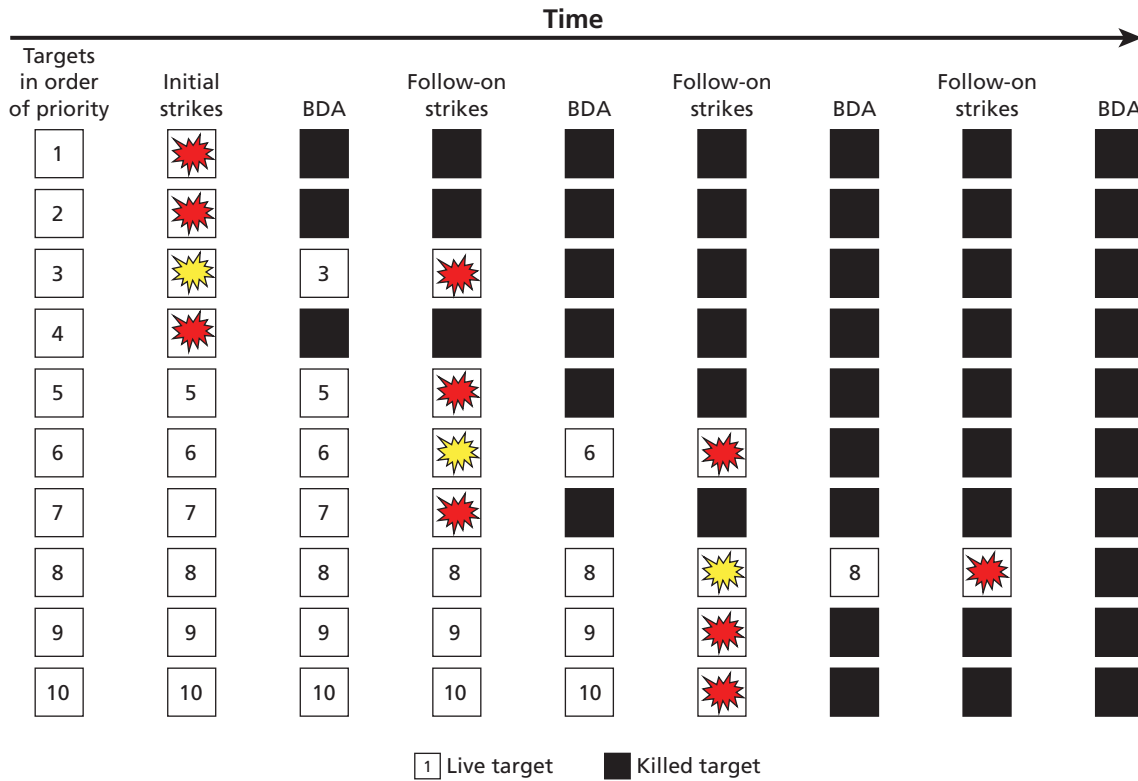 Time
Targets
in order
of priority
Initial
strikes
BDA
Follow-on
strikes
BDA
Follow-on
strikes
BDA
Follow-on
strikes
BDA
1
2
3 3
4
5 5 5
6 6 6 6
7 7 7
8 8 8 8 8 8
9 9 9 9 9
10 10 10 10 10
1 Live target Killed target